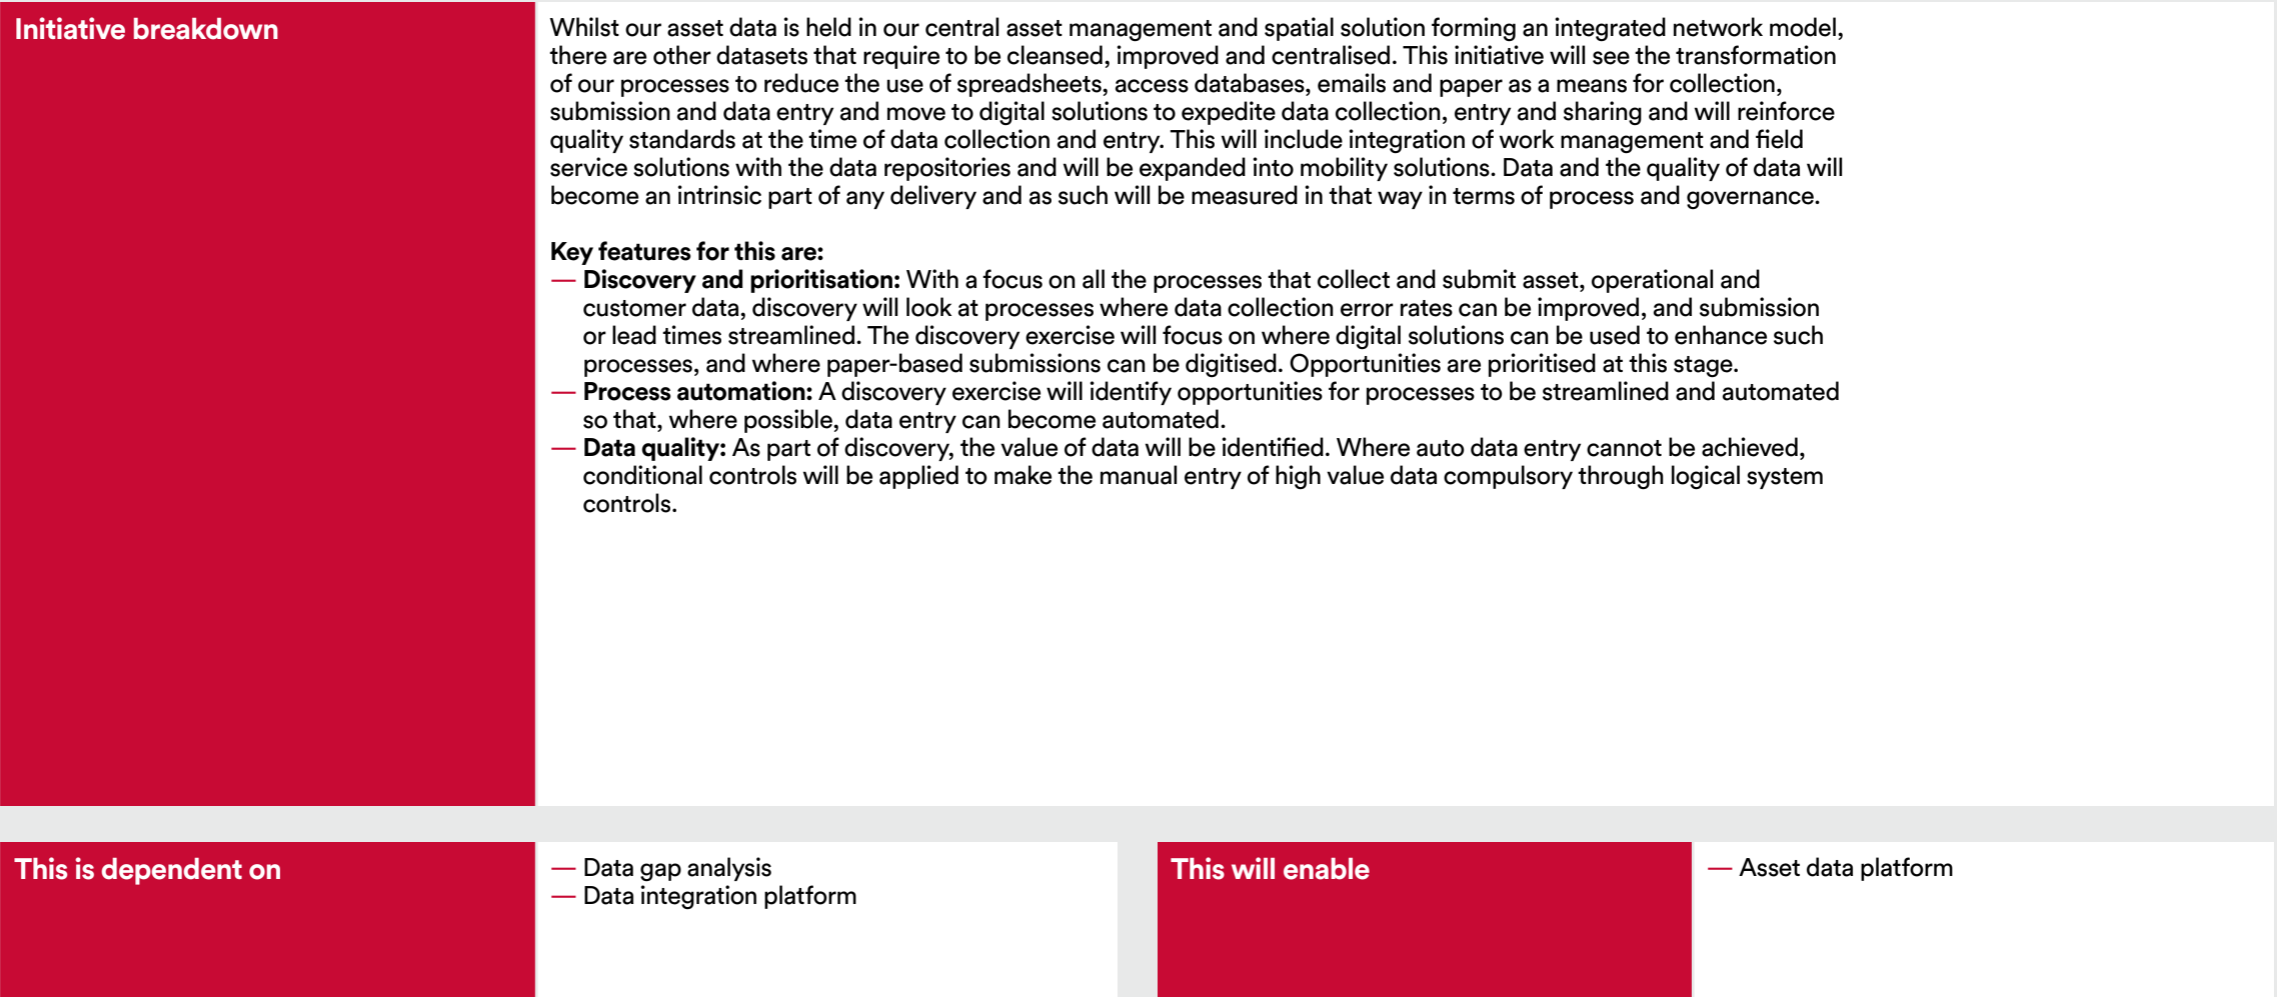 Initiative breakdown
Whilst our asset data is held in our central asset management and spatial solution forming an integrated network model,
there are other datasets that require to be cleansed, improved and centralised. This initiative will see the transformation
of our processes to reduce the use of spreadsheets, access databases, emails and paper as a means for collection,
submission and data entry and move to digital solutions to expedite data collection, entry and sharing and will reinforce
quality standards at the time of data collection and entry. This will include integration of work management and field
service solutions with the data repositories and will be expanded into mobility solutions. Data and the quality of data will
become an intrinsic part of any delivery and as such will be measured in that way in terms of process and governance.
Key features for this are:
— Discovery and prioritisation: With a focus on all the processes that collect and submit asset, operational and
customer data, discovery will look at processes where data collection error rates can be improved, and submission
or lead times streamlined. The discovery exercise will focus on where digital solutions can be used to enhance such
processes, and where paper-based submissions can be digitised. Opportunities are prioritised at this stage.
— Process automation: A discovery exercise will identify opportunities for processes to be streamlined and automated
so that, where possible, data entry can become automated.
— Data quality: As part of discovery, the value of data will be identified. Where auto data entry cannot be achieved,
conditional controls will be applied to make the manual entry of high value data compulsory through logical system
controls.
This is dependent on
— Data gap analysis
— Data integration platform
This will enable
— Asset data platform